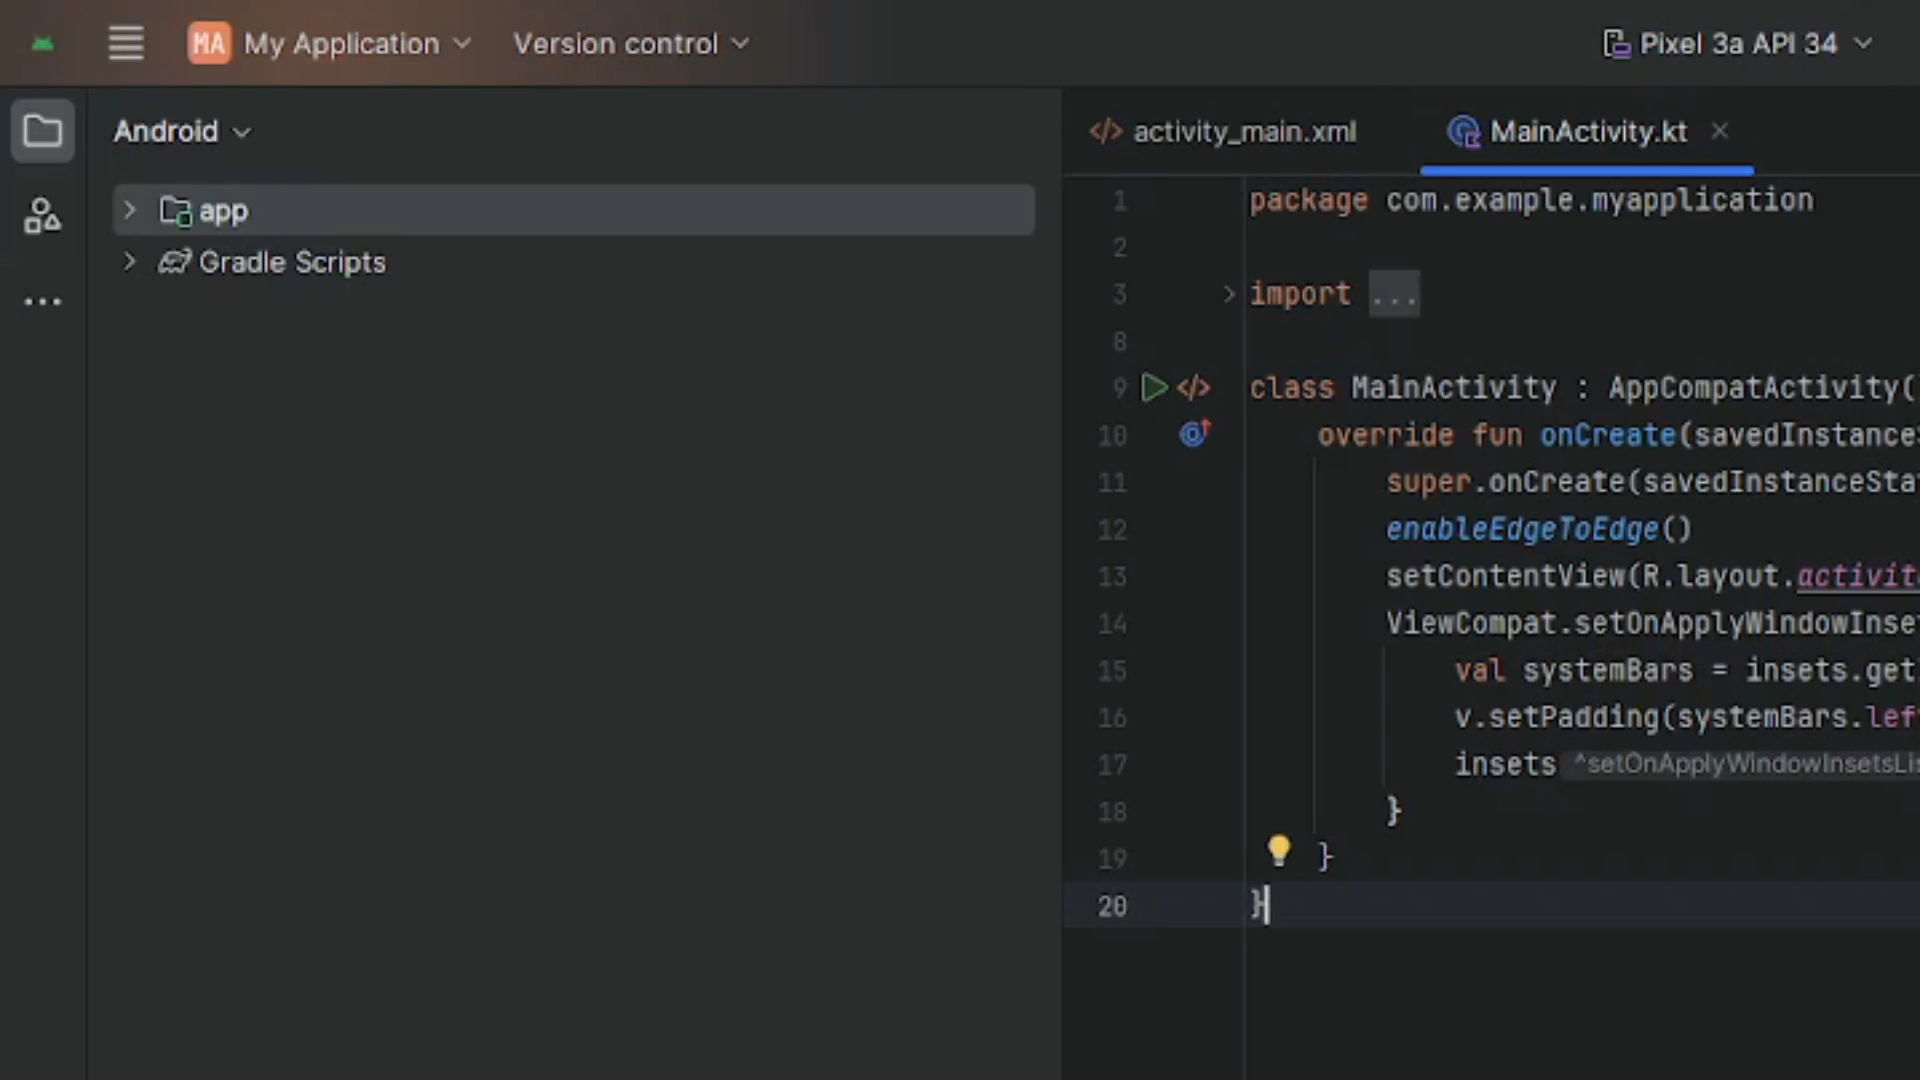 MA My Application Version control Pixel 3a API 34
Android
app
Gradle Scripts
activity_main.xml MainActivity.kt
1 package com.example.myapplication
2
3 import ...
8
9 class MainActivity : AppCompatActivity(
10 override fun onCreate(savedInstanceS
11 super.onCreate(savedInstanceSta
12 enableEdgeToEdge()
13 setContentView(R.layout.activit
14 ViewCompat.setOnApplyWindowInse
15 val systemBars = insets.get
16 v.setPadding(systemBars.lef
17 insets ^setOnApplyWindowInsetsLis
18 }
19 }
20 }